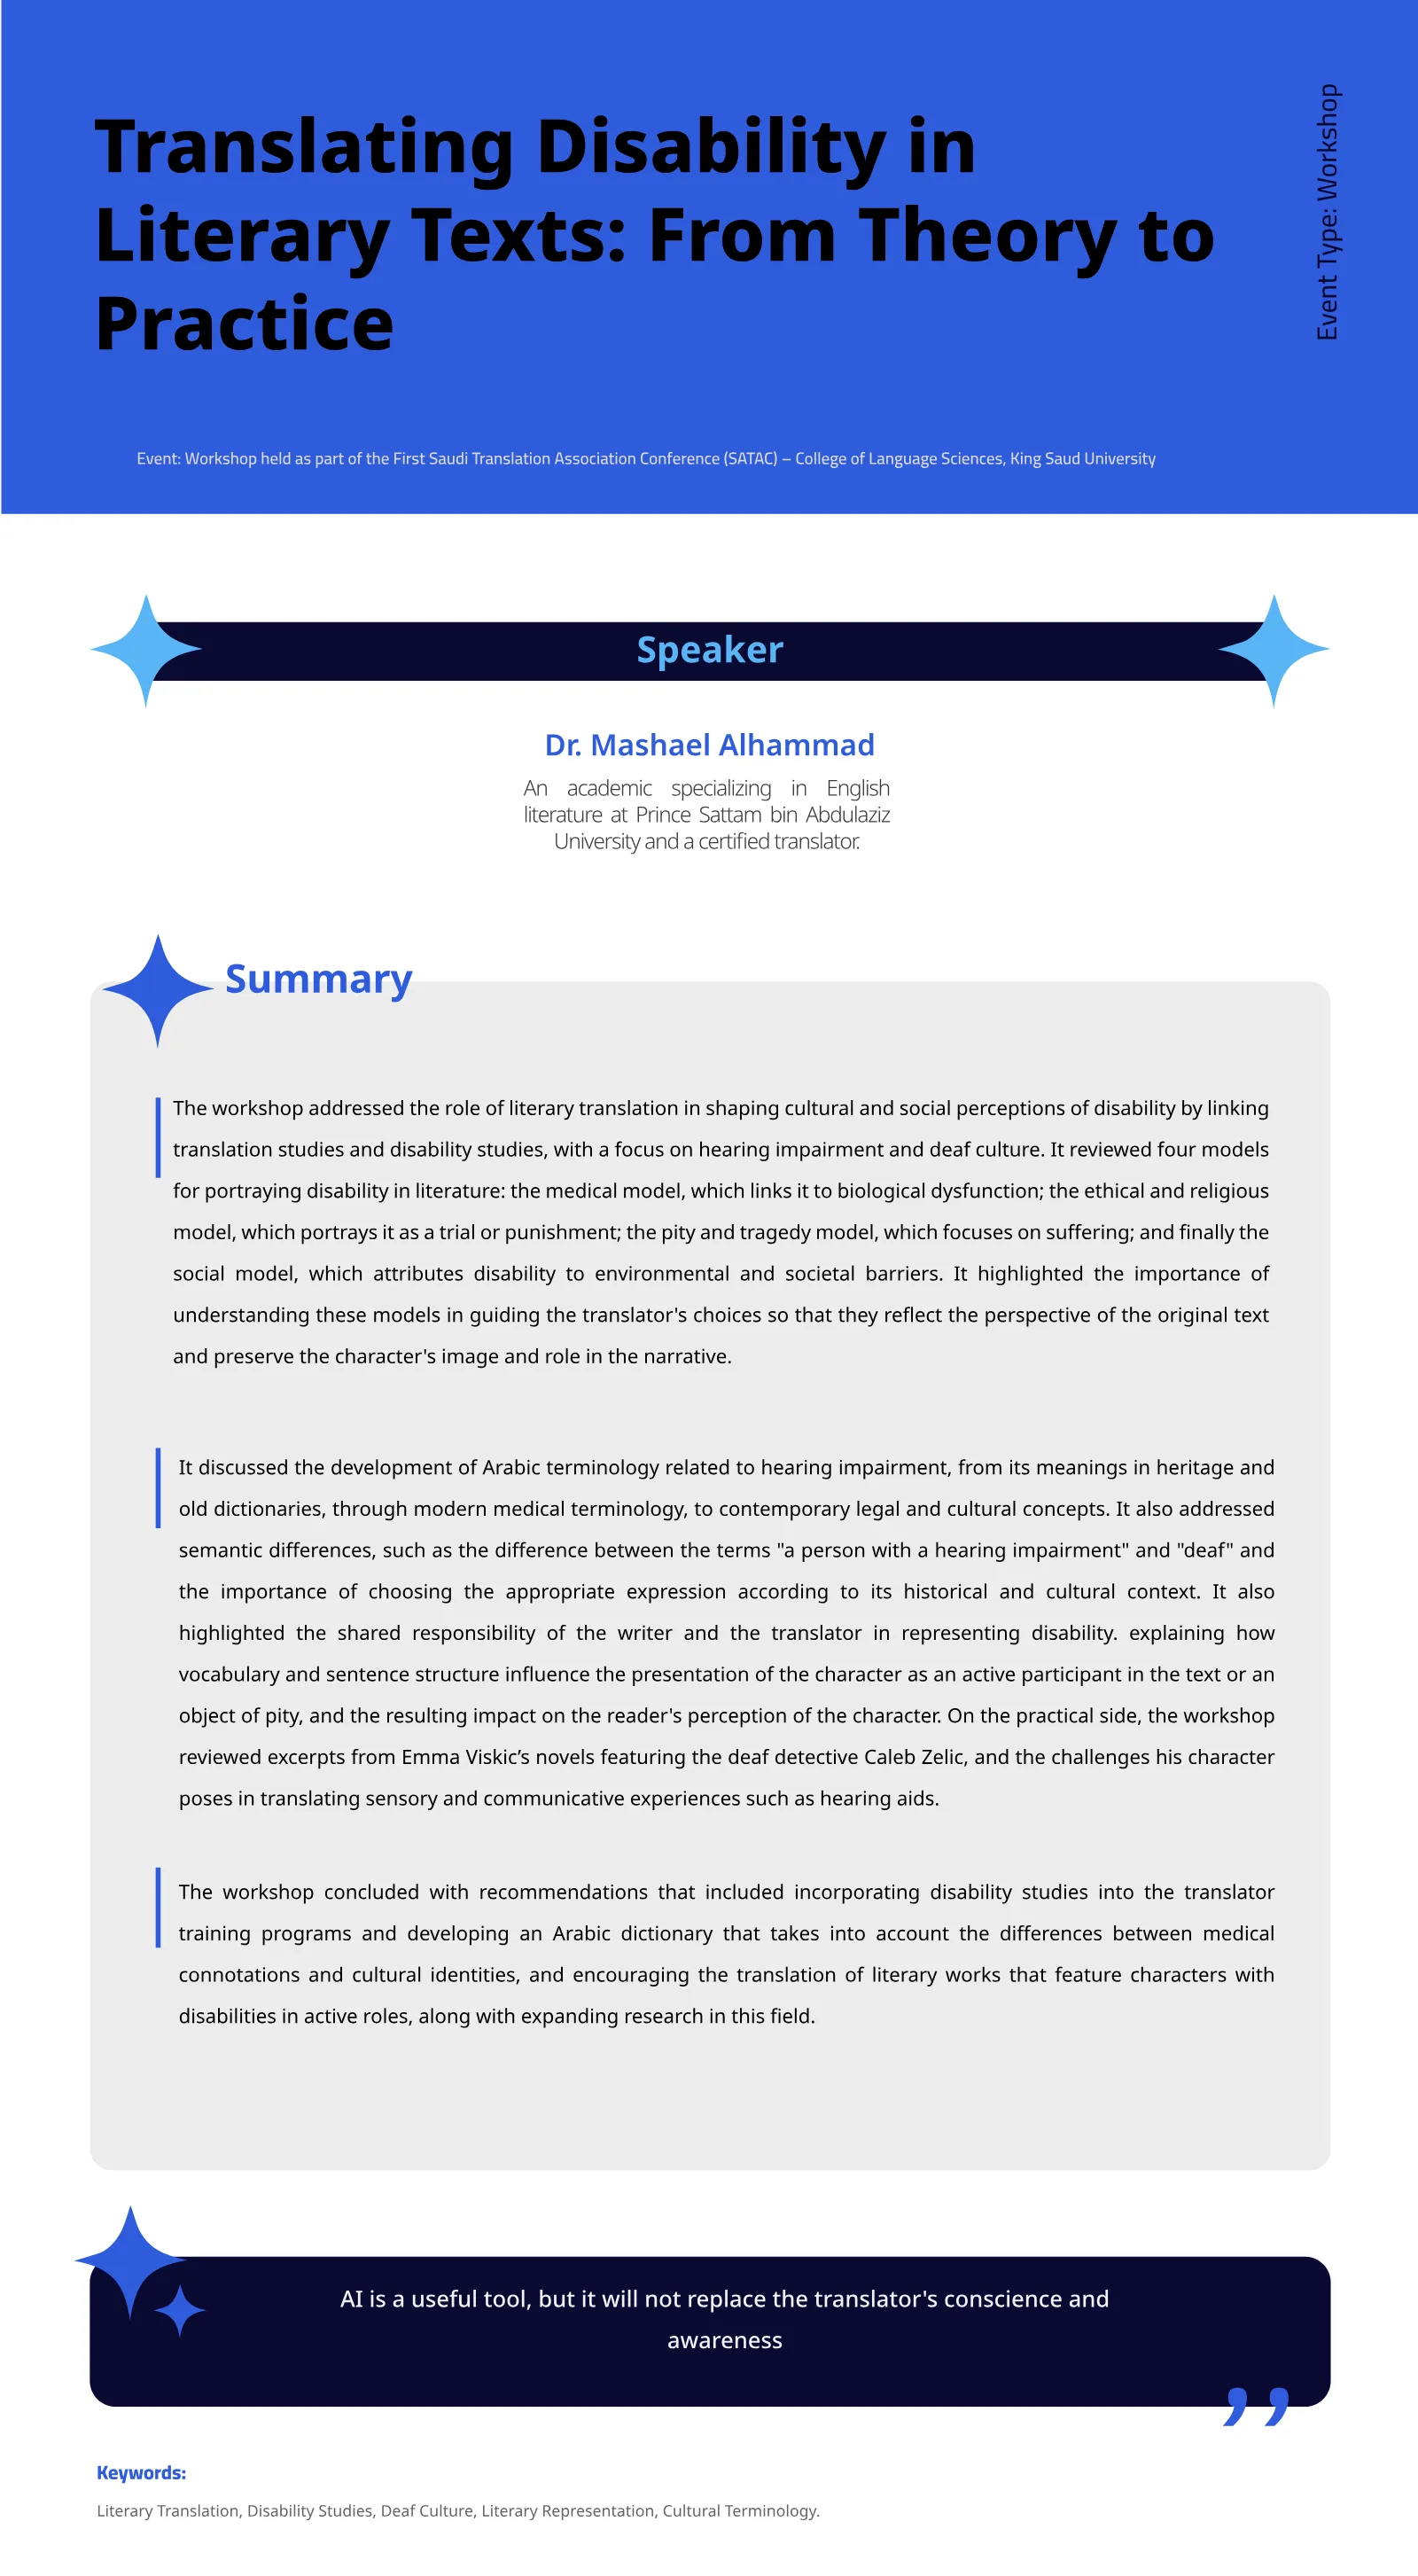 Translating Disability in
Literary Texts: From Theory to
Practice
Event Type: Workshop
Event: Workshop held as part of the First Saudi Translation Association Conference (SATAC) – College of Language Sciences, King Saud University
Speaker
Dr. Mashael Alhammad
An academic specializing in English
literature at Prince Sattam bin Abdulaziz
University and a certified translator.
Summary
The workshop addressed the role of literary translation in shaping cultural and social perceptions of disability by linking
translation studies and disability studies, with a focus on hearing impairment and deaf culture. It reviewed four models
for portraying disability in literature: the medical model, which links it to biological dysfunction; the ethical and religious
model, which portrays it as a trial or punishment; the pity and tragedy model, which focuses on suffering; and finally the
social model, which attributes disability to environmental and societal barriers. It highlighted the importance of
understanding these models in guiding the translator's choices so that they reflect the perspective of the original text
and preserve the character's image and role in the narrative.
It discussed the development of Arabic terminology related to hearing impairment, from its meanings in heritage and
old dictionaries, through modern medical terminology, to contemporary legal and cultural concepts. It also addressed
semantic differences, such as the difference between the terms "a person with a hearing impairment" and "deaf" and
the importance of choosing the appropriate expression according to its historical and cultural context. It also
highlighted the shared responsibility of the writer and the translator in representing disability. explaining how
vocabulary and sentence structure influence the presentation of the character as an active participant in the text or an
object of pity, and the resulting impact on the reader's perception of the character. On the practical side, the workshop
reviewed excerpts from Emma Viskic’s novels featuring the deaf detective Caleb Zelic, and the challenges his character
poses in translating sensory and communicative experiences such as hearing aids.
The workshop concluded with recommendations that included incorporating disability studies into the translator
training programs and developing an Arabic dictionary that takes into account the differences between medical
connotations and cultural identities, and encouraging the translation of literary works that feature characters with
disabilities in active roles, along with expanding research in this field.
AI is a useful tool, but it will not replace the translator's conscience and
awareness
”
Keywords:
Literary Translation, Disability Studies, Deaf Culture, Literary Representation, Cultural Terminology.